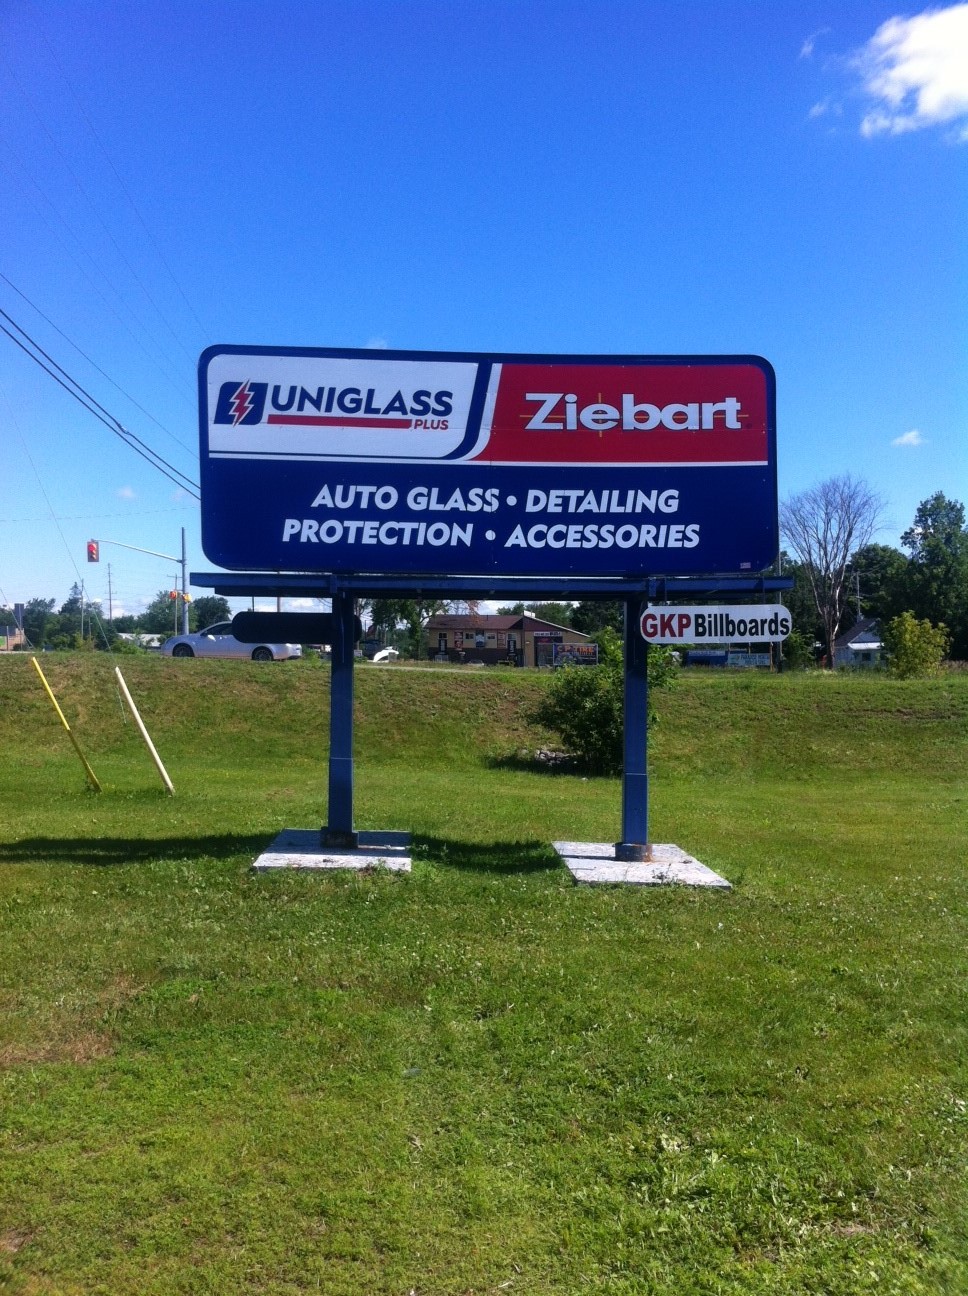 UNIGLASS
PLUS
Ziebart
AUTO GLASS • DETAILING
PROTECTION • ACCESSORIES
GKP Billboards